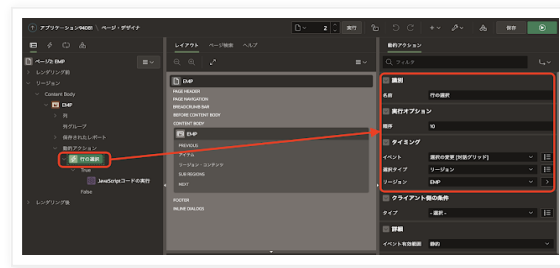 アプリケーション94081 \ ページ・デザイナ
2
実行
保存
ページ2: EMP
レンダリング前
リージョン
Content Body
EMP
列
列グループ
保存されたレポート
動的アクション
行の選択
True
JavaScriptコードの実行
False
レンダリング後
レイアウト
ページ検索
ヘルプ
EMP
PAGE HEADER
PAGE NAVIGATION
BREADCRUMB BAR
BEFORE CONTENT BODY
CONTENT BODY
EMP
PREVIOUS
アイテム
リージョン・コンテンツ
SUB REGIONS
NEXT
FOOTER
INLINE DIALOGS
動的アクション
フィルタ
識別
名前 行の選択
実行オプション
順序 10
タイミング
イベント 選択の変更 [対話グリッド]
選択タイプ リージョン
リージョン EMP
クライアント側の条件
タイプ - 選択 -
詳細
イベント有効範囲 静的